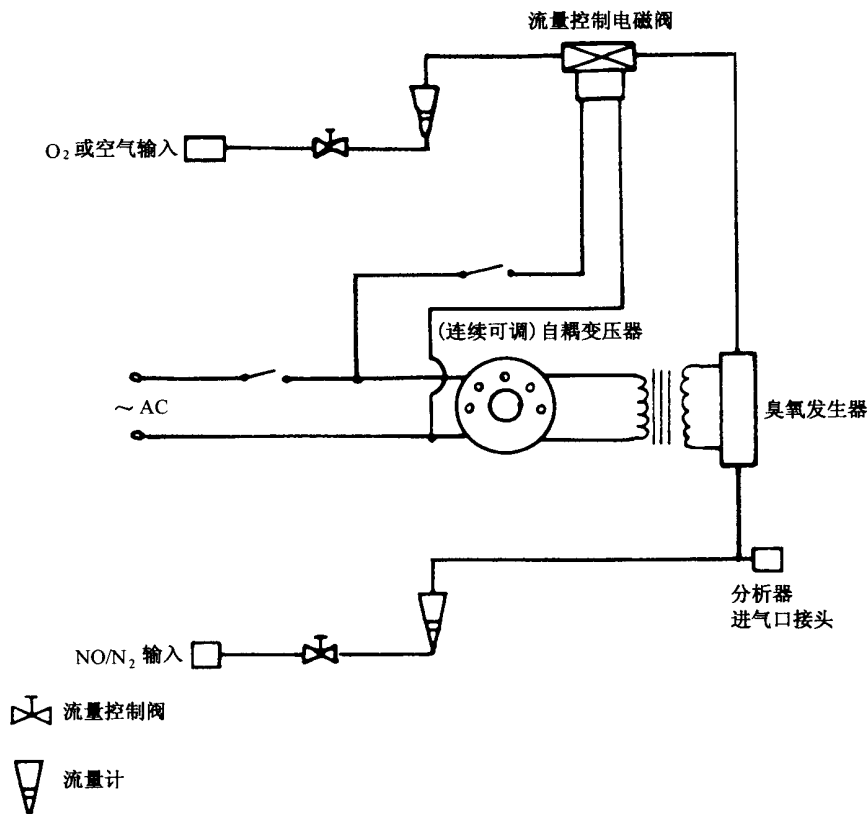 流量控制电磁阀
O₂ 或空气输入
(连续可调) 自耦变压器
～ AC
臭氧发生器
分析器
进气口接头
NO/N₂ 输入
流量控制阀
流量计